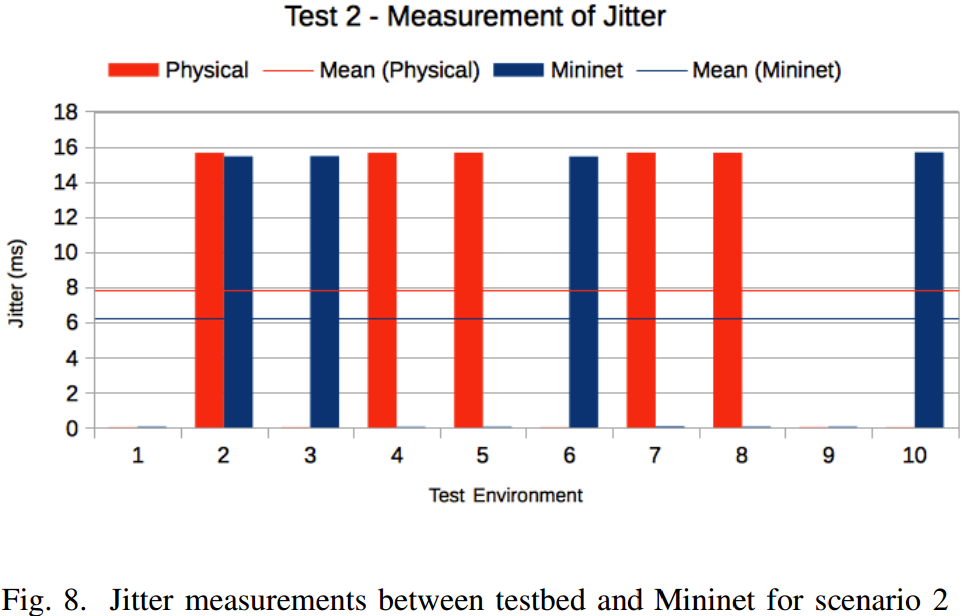 Test 2 - Measurement of Jitter
Physical Mean (Physical) Mininet Mean (Mininet)
18
16
14
12
10
8
6
4
2
0
Jitter (ms)
1 2 3 4 5 6 7 8 9 10
Test Environment
Fig. 8. Jitter measurements between testbed and Mininet for scenario 2